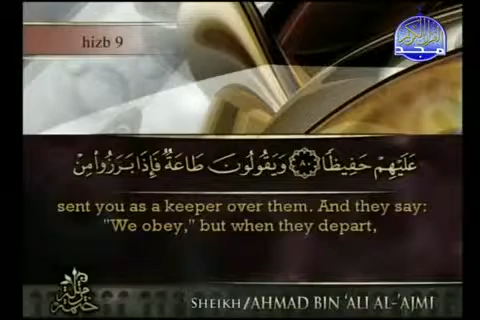 hizb 9
عَلَيْهِمْ حَفِيظًا ﴿٨٠﴾ وَيَقُولُونَ طَاعَةٌ فَإِذَا بَرَزُوا۟ مِنْ
sent you as a keeper over them. And they say:
"We obey," but when they depart,
SHEIKH/AHMAD BIN 'ALI AL-'AJMI